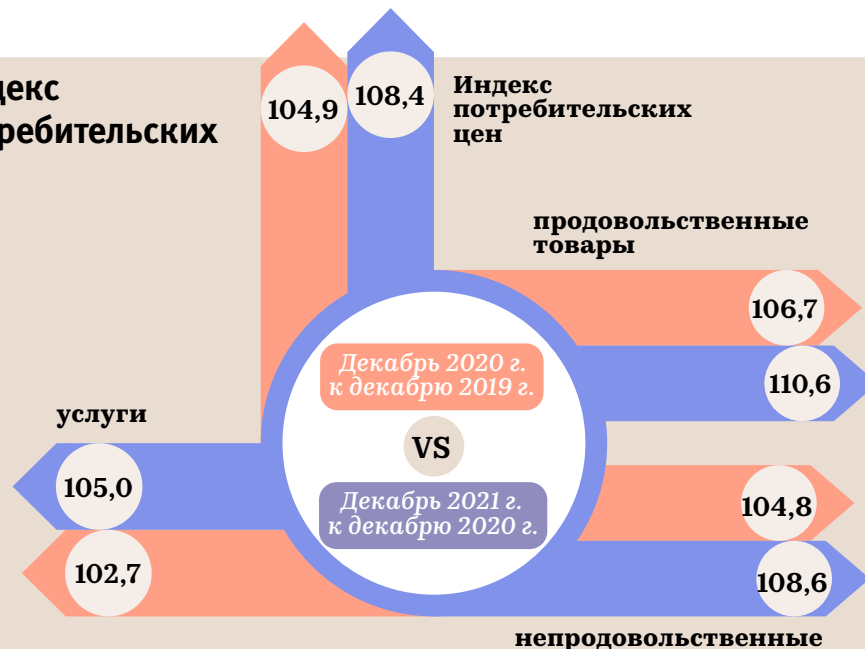 декс
ребительских
104,9
108,4
Индекс
потребительских
цен
продовольственные
товары
106,7
110,6
Декабрь 2020 г.
к декабрю 2019 г.
VS
Декабрь 2021 г.
к декабрю 2020 г.
услуги
105,0
102,7
104,8
108,6
непродовольственные